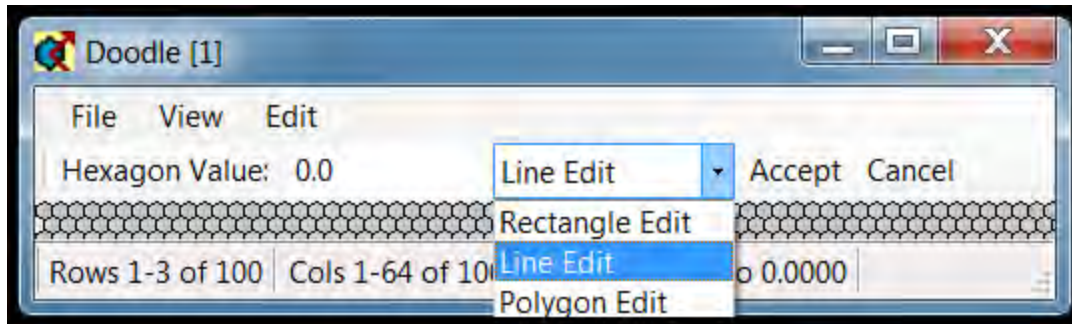 Doodle [1]
File View Edit
Hexagon Value: 0.0 Line Edit Accept Cancel
Rectangle Edit
Line Edit
Rows 1-3 of 100 Cols 1-64 of 0.0000
Polygon Edit